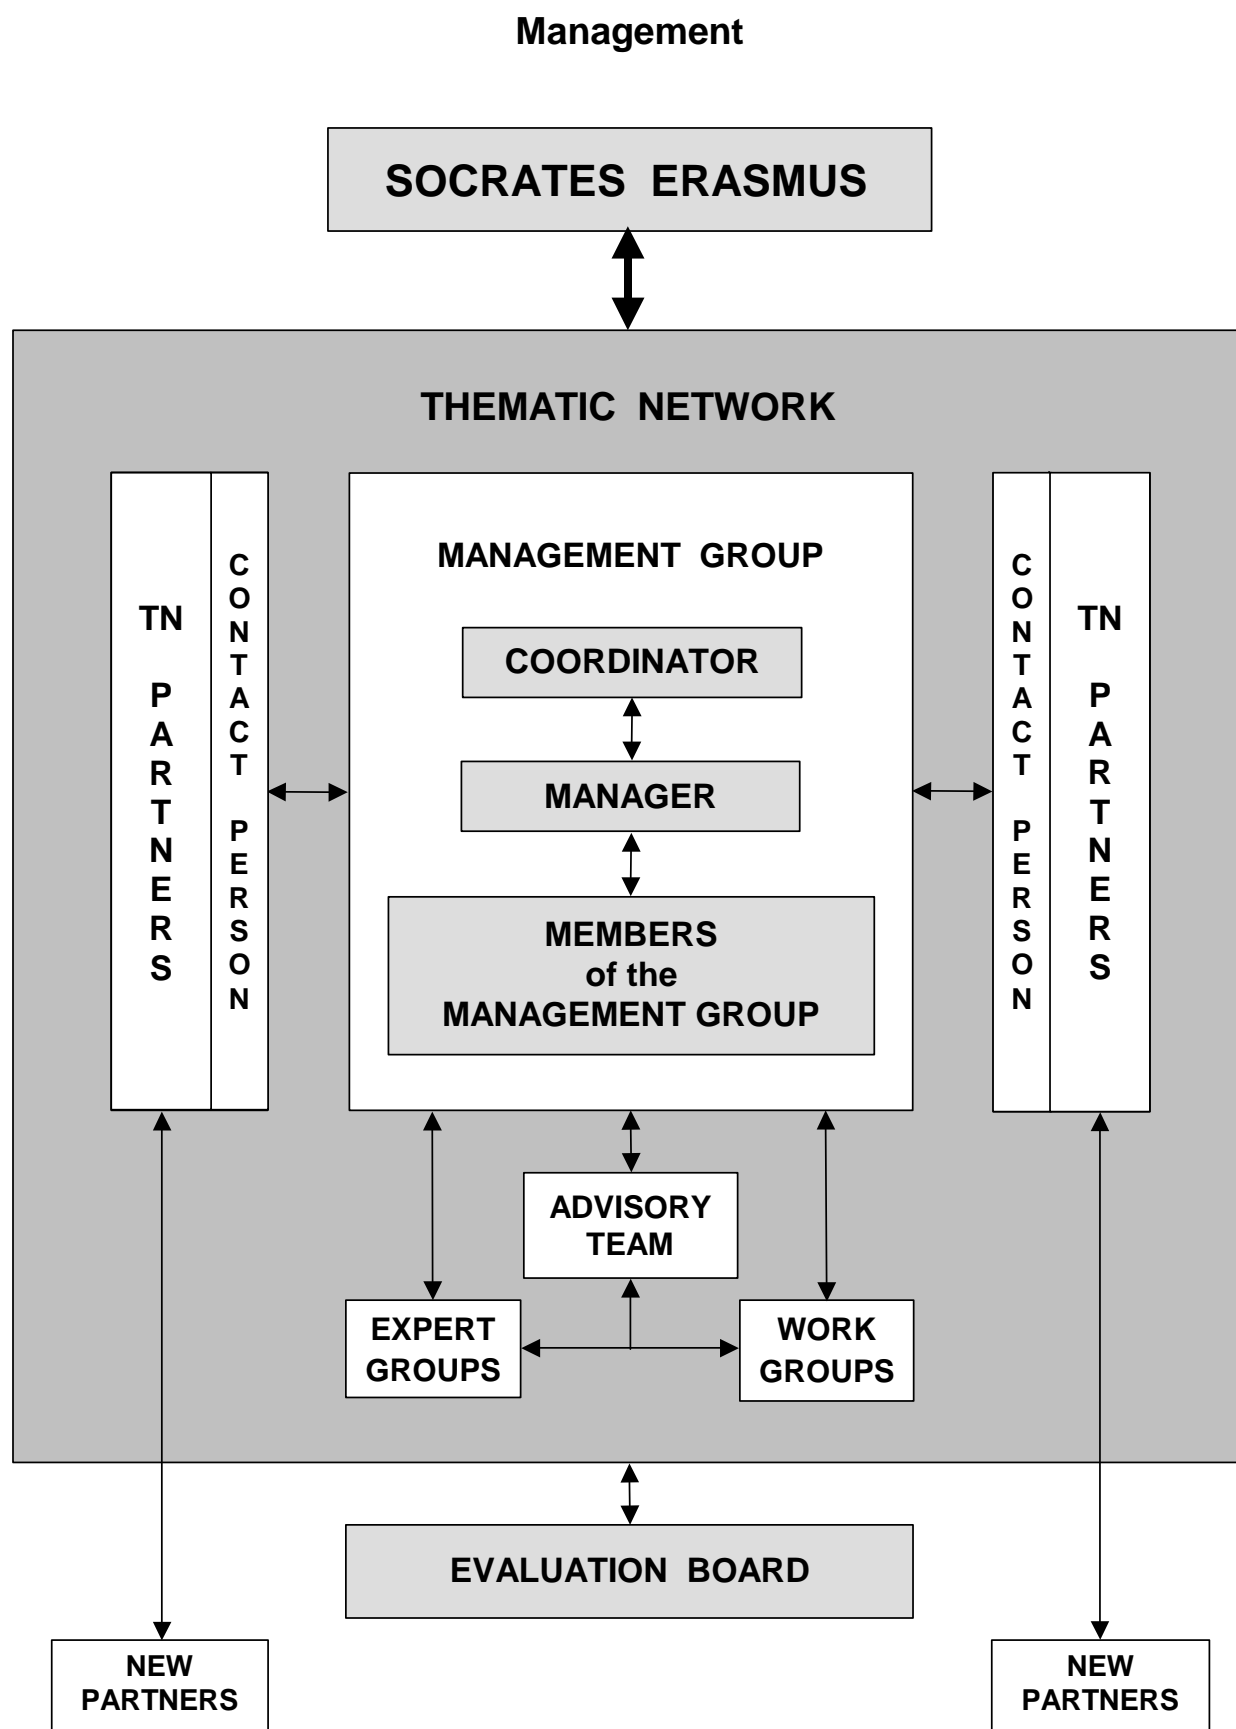 Management
SOCRATES ERASMUS
THEMATIC NETWORK
TN
PARTNERS
CONTACT
PERSON
MANAGEMENT GROUP
COORDINATOR
MANAGER
MEMBERS
of the
MANAGEMENT GROUP
CONTACT
PERSON
TN
PARTNERS
ADVISORY
TEAM
EXPERT
GROUPS
WORK
GROUPS
EVALUATION BOARD
NEW
PARTNERS
NEW
PARTNERS